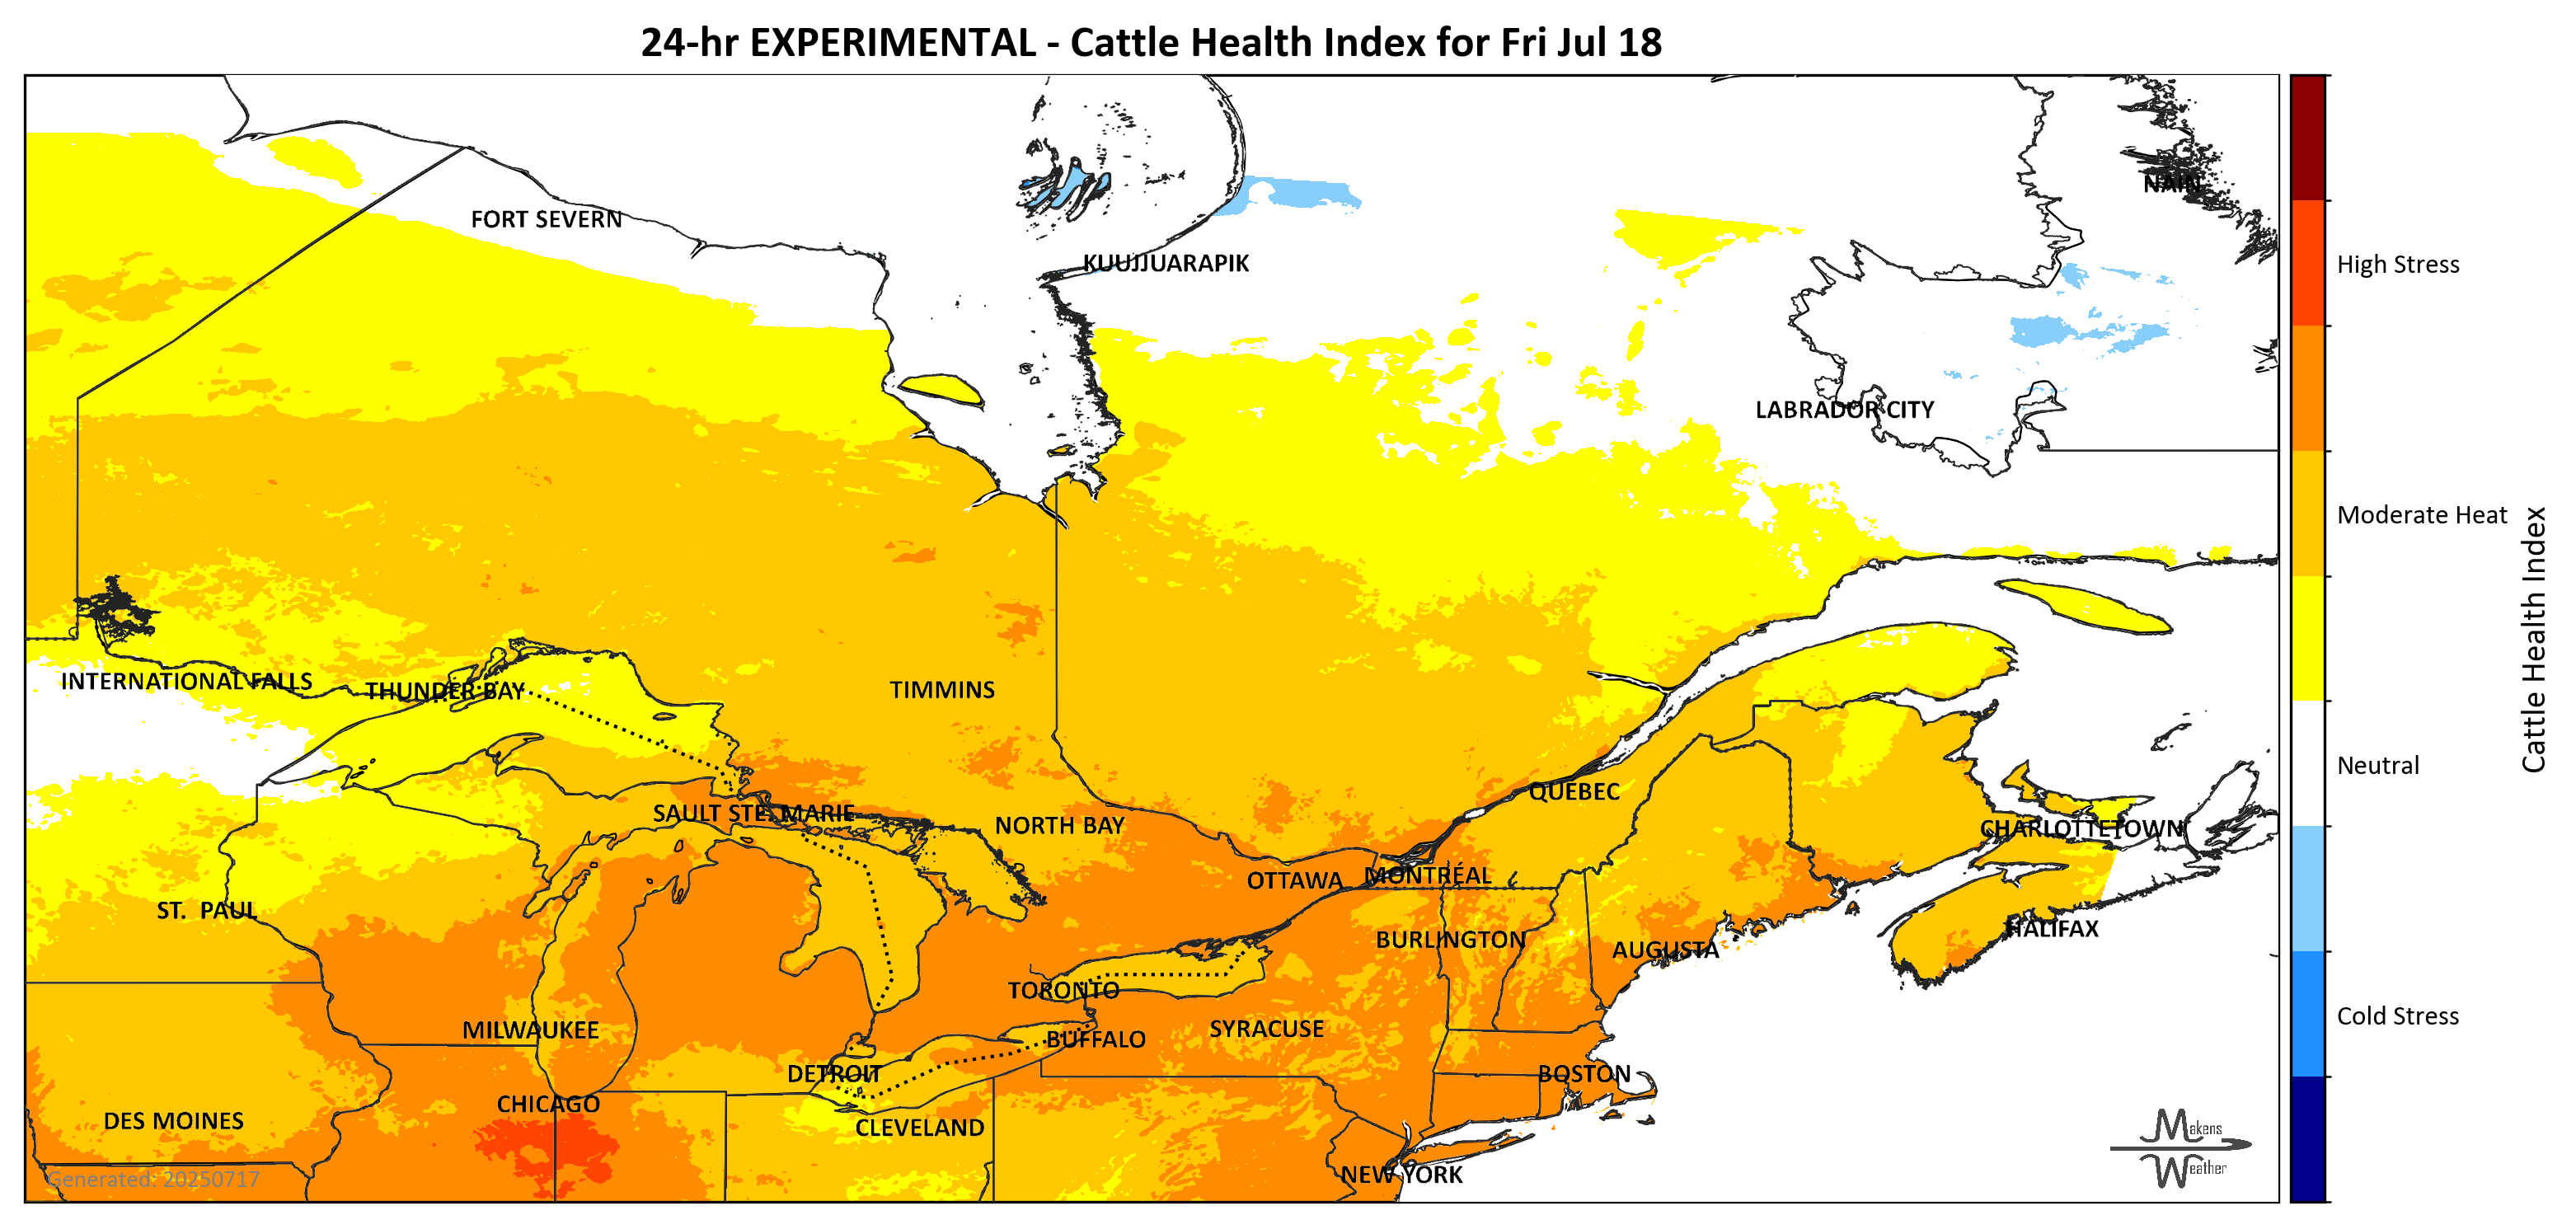 24-hr EXPERIMENTAL - Cattle Health Index for Fri Jul 18
NAIN
FORT SEVERN
KUUJJUARAPIK
High Stress
LABRADOR CITY
Moderate Heat
INTERNATIONAL FALLS
THUNDER BAY
TIMMINS
Cattle Health Index
Neutral
QUEBEC
SAULT STE. MARIE
NORTH BAY
CHARLOTTETOWN
OTTAWA
MONTRÉAL
ST. PAUL
HALIFAX
BURLINGTON
AUGUSTA
TORONTO
Cold Stress
MILWAUKEE
SYRACUSE
BUFFALO
DETROIT
BOSTON
CHICAGO
DES MOINES
CLEVELAND
Makens
Weather
NEW YORK
Generated: 20250717